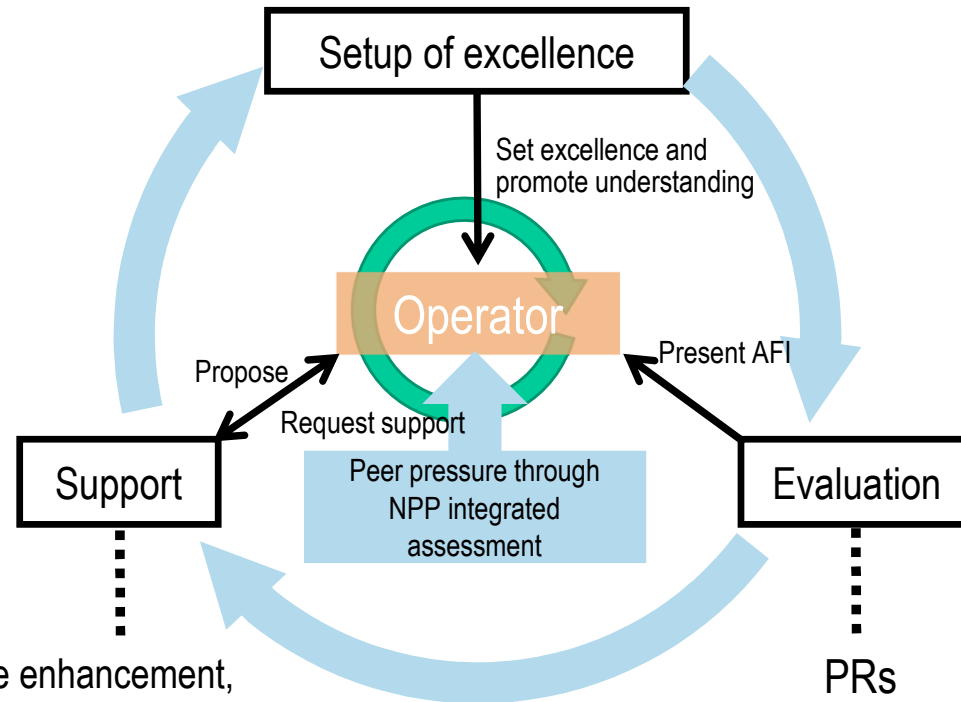 Setup of excellence
Set excellence and
promote understanding
Operator
Present AFI
Propose
Request support
Support
Peer pressure through
NPP integrated
assessment
Evaluation
enhancement,
PRs